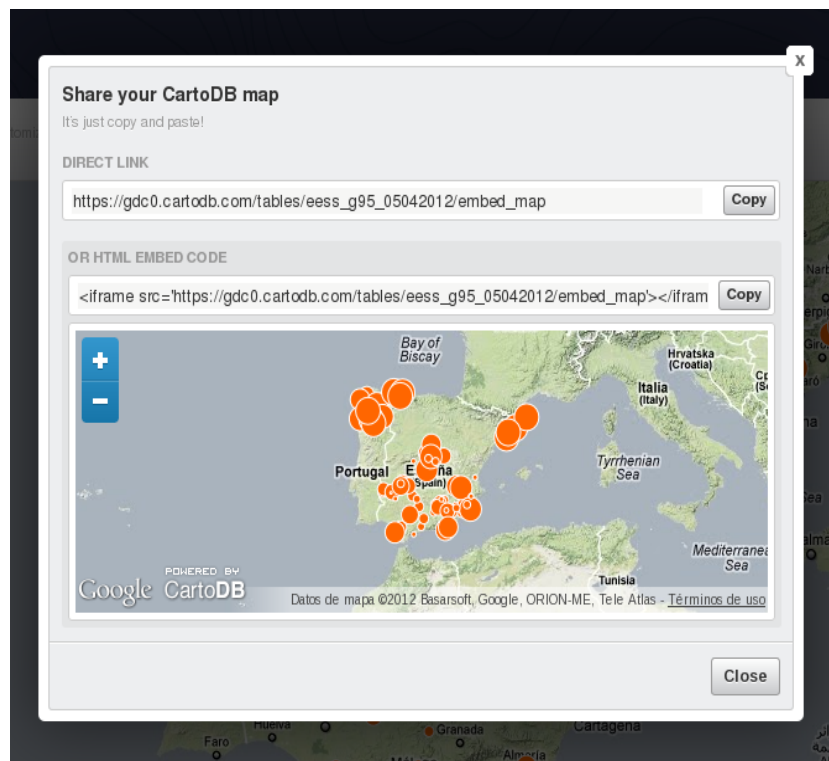 x
Share your CartoDB map
It's just copy and paste!
DIRECT LINK
https://gdc0.cartodb.com/tables/eess_g95_05042012/embed_map
Copy
OR HTML EMBED CODE
<iframe src='https://gdc0.cartodb.com/tables/eess_g95_05042012/embed_map'></ifram
Copy
+
−
Bay of
Biscay
Hrvatska
(Croatia)
Italia
(Italy)
Portugal
(Spain)
Tyrrhenian
Sea
Mediterranea
Sea
Tunisia
POWERED BY
Google CartoDB
Datos de mapa ©2012 Basarsoft, Google, ORION-ME, Tele Atlas - Términos de uso
Close
Huelva
Faro
Granada
Cartagena
Almería